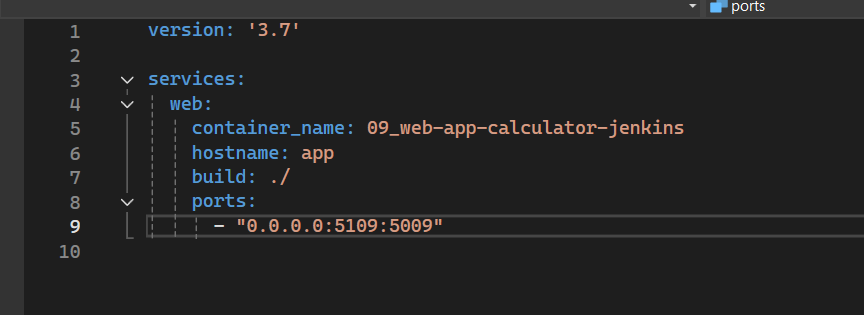 ports
1 version: '3.7'
2
3 services:
4 web:
5 container_name: 09_web-app-calculator-jenkins
6 hostname: app
7 build: ./
8 ports:
9 - "0.0.0.0:5109:5009"
10